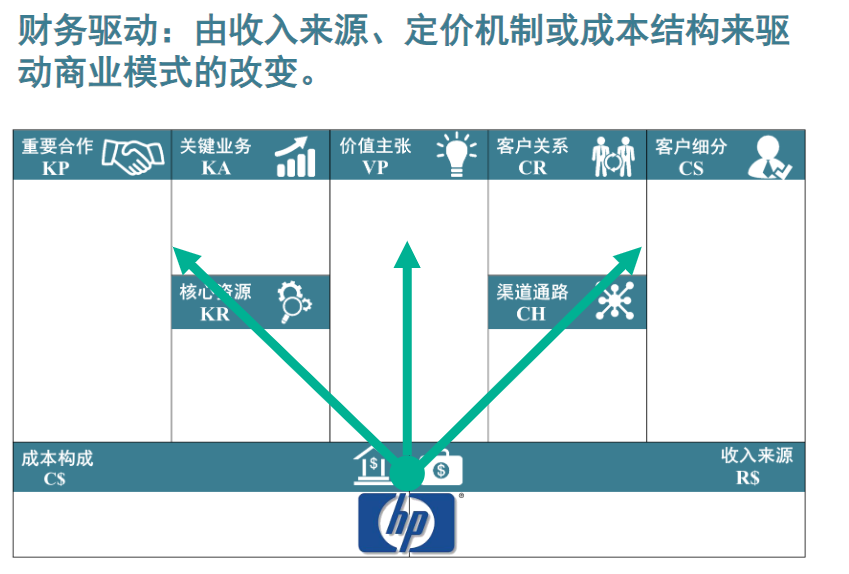 财务驱动：由收入来源、定价机制或成本结构来驱
动商业模式的改变。
重要合作
KP
关键业务
KA
价值主张
VP
客户关系
CR
客户细分
CS
核心资源
KR
渠道通路
CH
成本构成
C$
$
$
收入来源
R$
hp
®